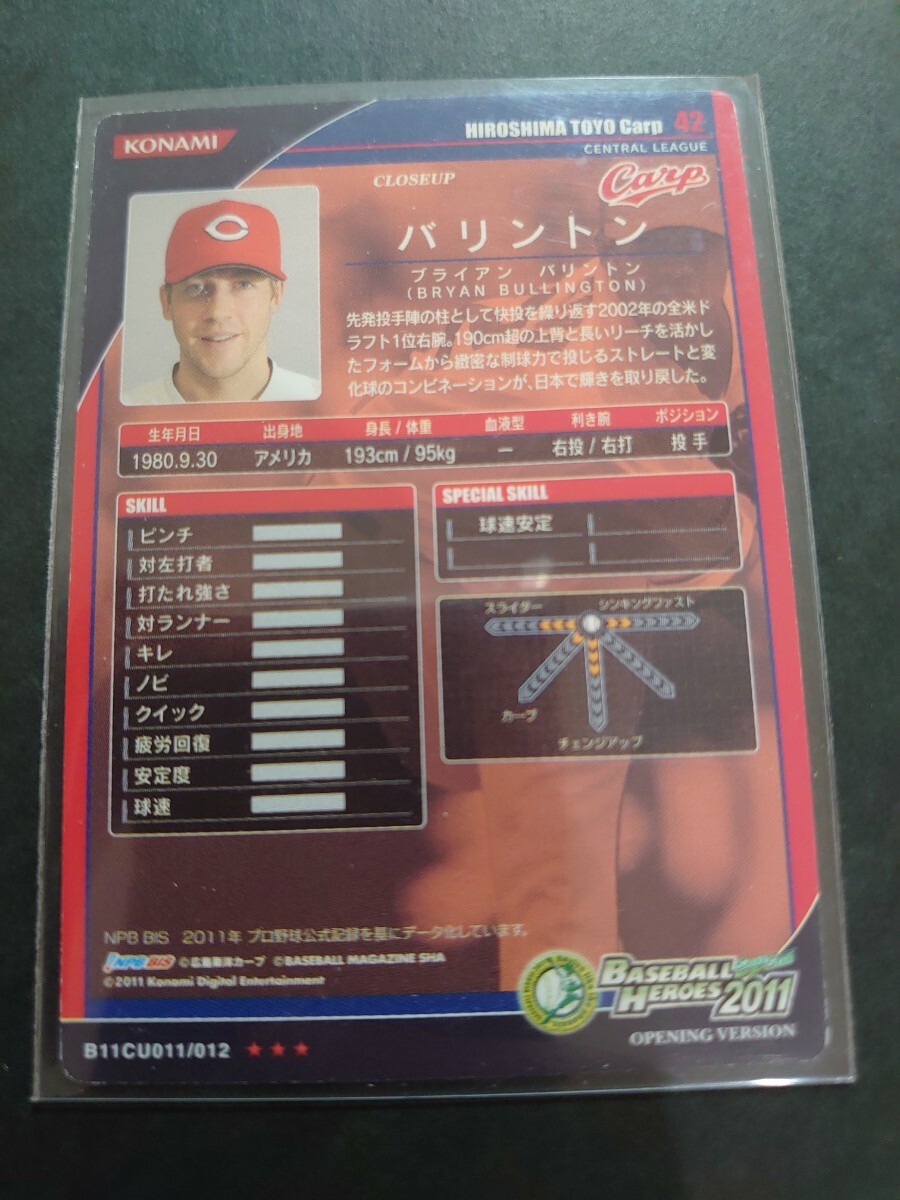 KONAMI
HIROSHIMA TOYO Carp 42
CENTRAL LEAGUE
CLOSEUP
Carp
バリントン
ブライアン バリントン
(BRYAN BULLINGTON)
先発投手陣の柱として快投を繰り返す2002年の全米ド
ラフト1位右腕。190cm超の上背と長いリーチを活かし
たフォームから緻密な制球力で投じるストレートと変
化球のコンビネーションが、日本で輝きを取り戻した。
生年月日 出身地 身長 / 体重 血液型 利き腕 ポジション
1980.9.30 アメリカ 193cm / 95kg ー 右投 / 右打 投手
SKILL
ピンチ
対左打者
打たれ強さ
対ランナー
キレ
ノビ
クイック
疲労回復
安定度
球速
SPECIAL SKILL
球速安定
スライダー シンキングファスト
カーブ
チェンジアップ
NPB BIS 2011年 プロ野球公式記録を基にデータ化しています。
NPB BIS ©広島東洋カープ ©BASEBALL MAGAZINE SHA
©2011 Konami Digital Entertainment
BASEBALL
HEROES 2011
OPENING VERSION
B11CU011/012 ★★★